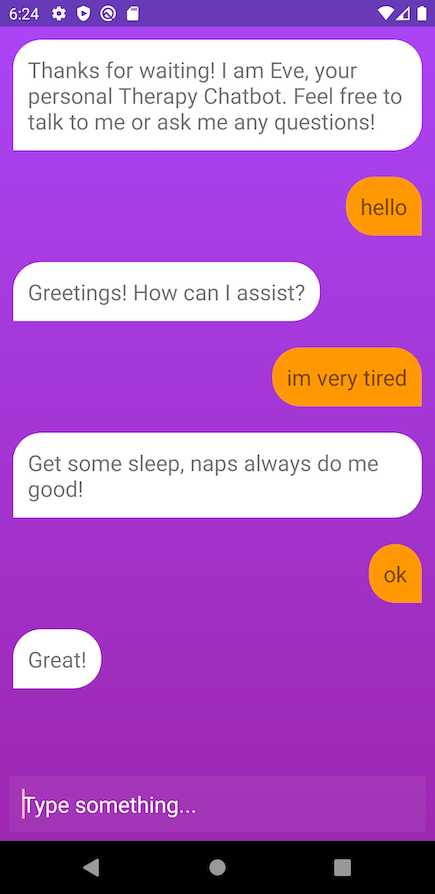 6:24
Thanks for waiting! I am Eve, your
personal Therapy Chatbot. Feel free to
talk to me or ask me any questions!
hello
Greetings! How can I assist?
im very tired
Get some sleep, naps always do me
good!
ok
Great!
Type something...